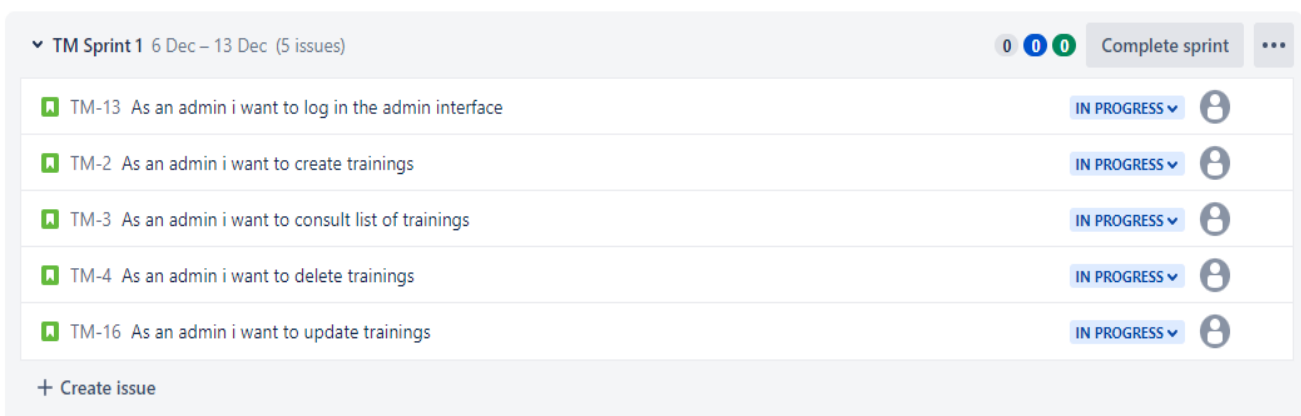 TM Sprint 1 6 Dec – 13 Dec (5 issues) 0 0 0 Complete sprint
TM-13 As an admin i want to log in the admin interface IN PROGRESS
TM-2 As an admin i want to create trainings IN PROGRESS
TM-3 As an admin i want to consult list of trainings IN PROGRESS
TM-4 As an admin i want to delete trainings IN PROGRESS
TM-16 As an admin i want to update trainings IN PROGRESS
+ Create issue